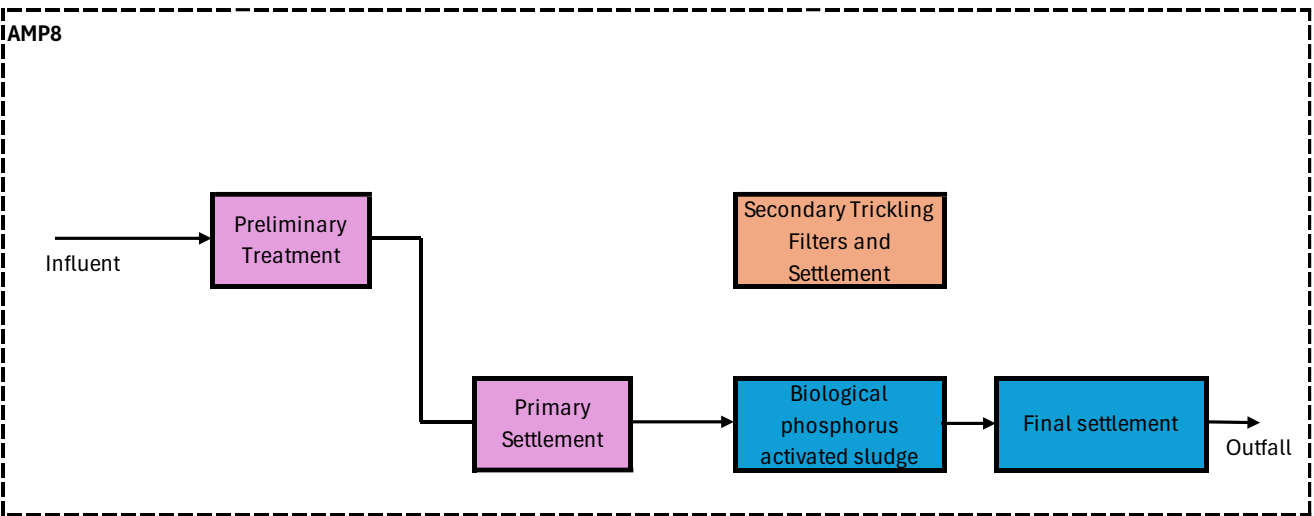 AMP8
Preliminary
Treatment
Influent
Secondary Trickling
Filters and
Settlement
Primary
Settlement
Biological
phosphorus
activated sludge
Final settlement
Outfall